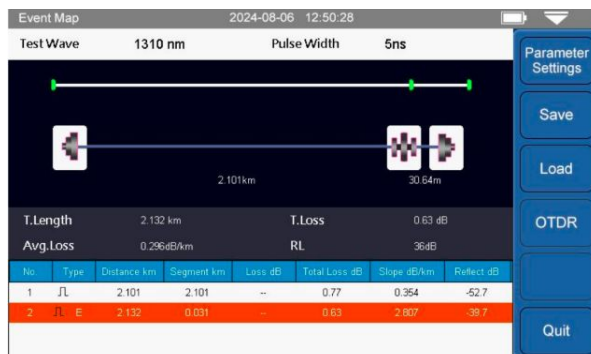 Event Map 2024-08-06 12:50:28
Test Wave 1310 nm Pulse Width 5ns
2.101km 30.64m
T.Length 2.132 km T.Loss 0.63 dB
Avg.Loss 0.296dB/km RL 36dB
No. Type Distance km Segment km Loss dB Total Loss dB Slope dB/km Reflect dB
1 2.101 2.101 -- 0.77 0.354 -52.7
2 E 2.132 0.031 -- 0.63 2.807 -39.7
Parameter
Settings
Save
Load
OTDR
Quit